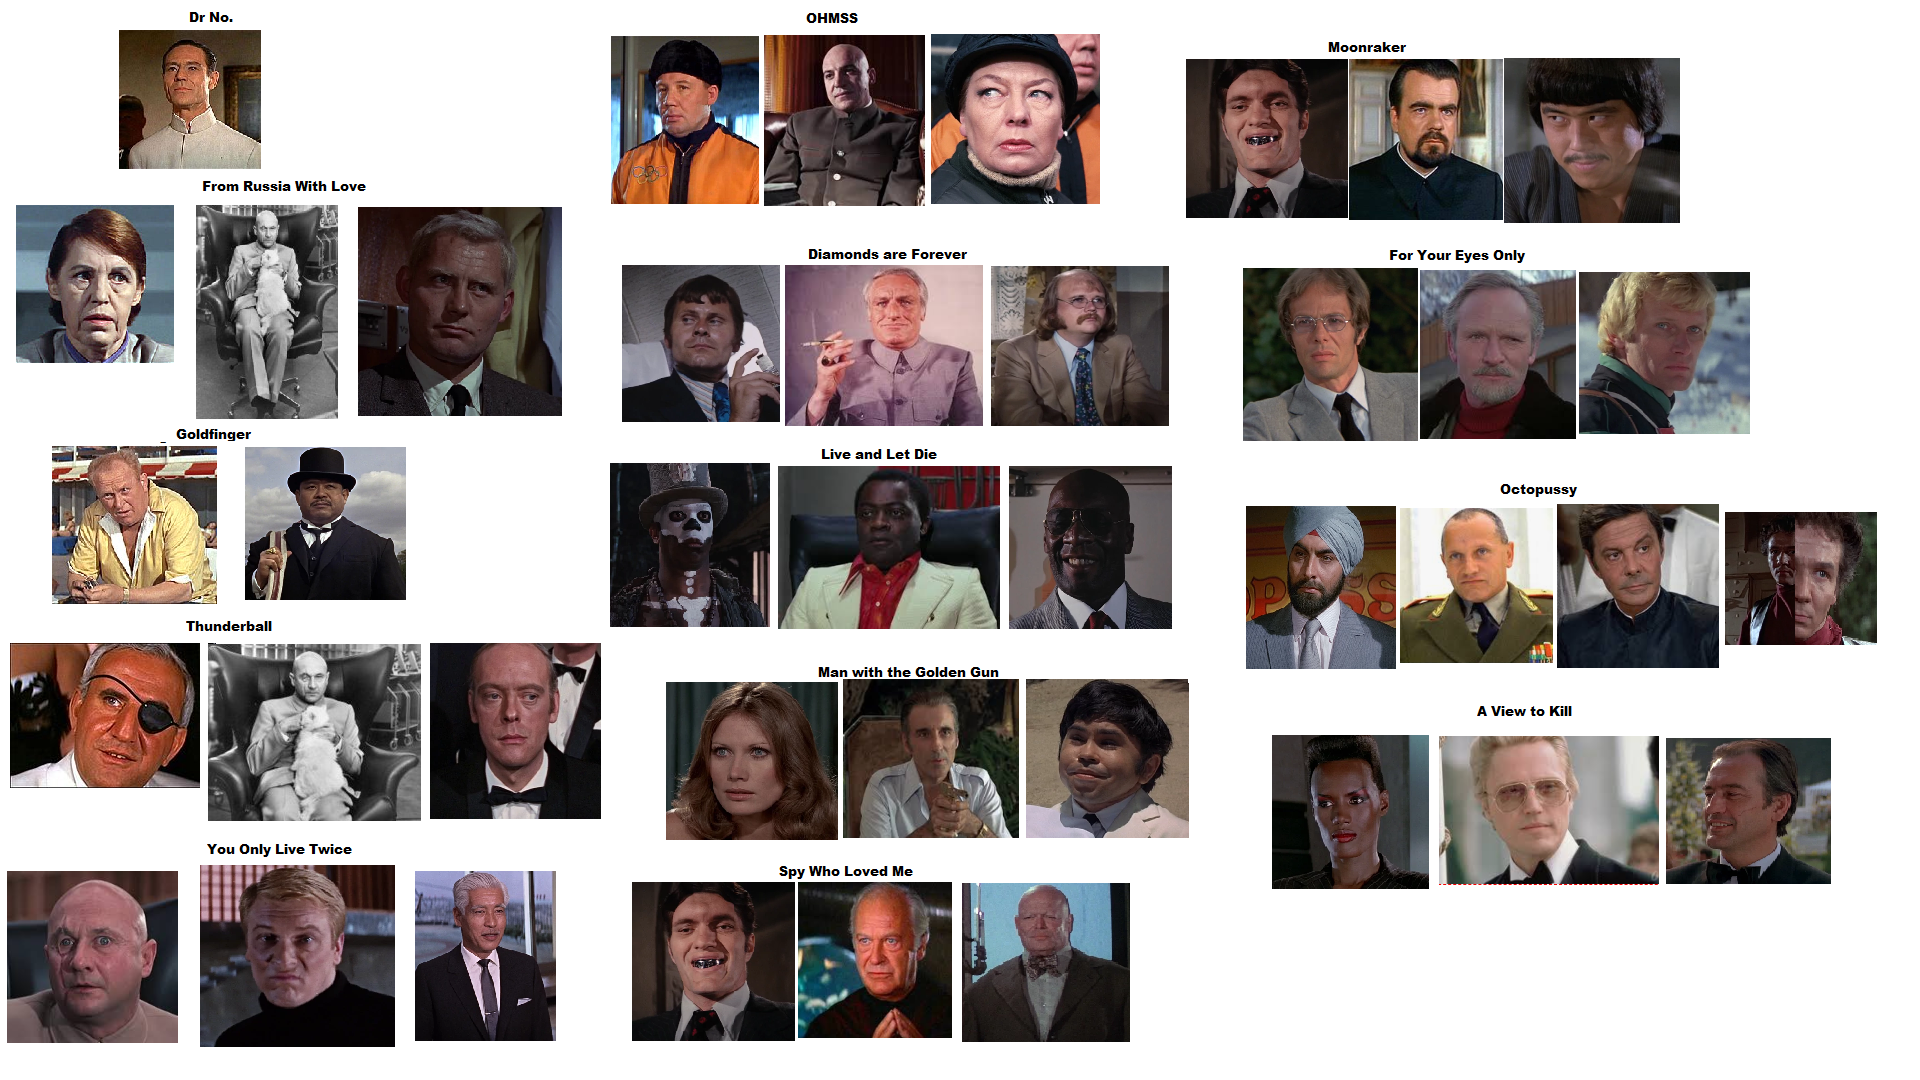 Dr No.
From Russia With Love
Goldfinger
Thunderball
You Only Live Twice
OHMSS
Diamonds are Forever
Live and Let Die
Man with the Golden Gun
Spy Who Loved Me
Moonraker
For Your Eyes Only
Octopussy
A View to Kill